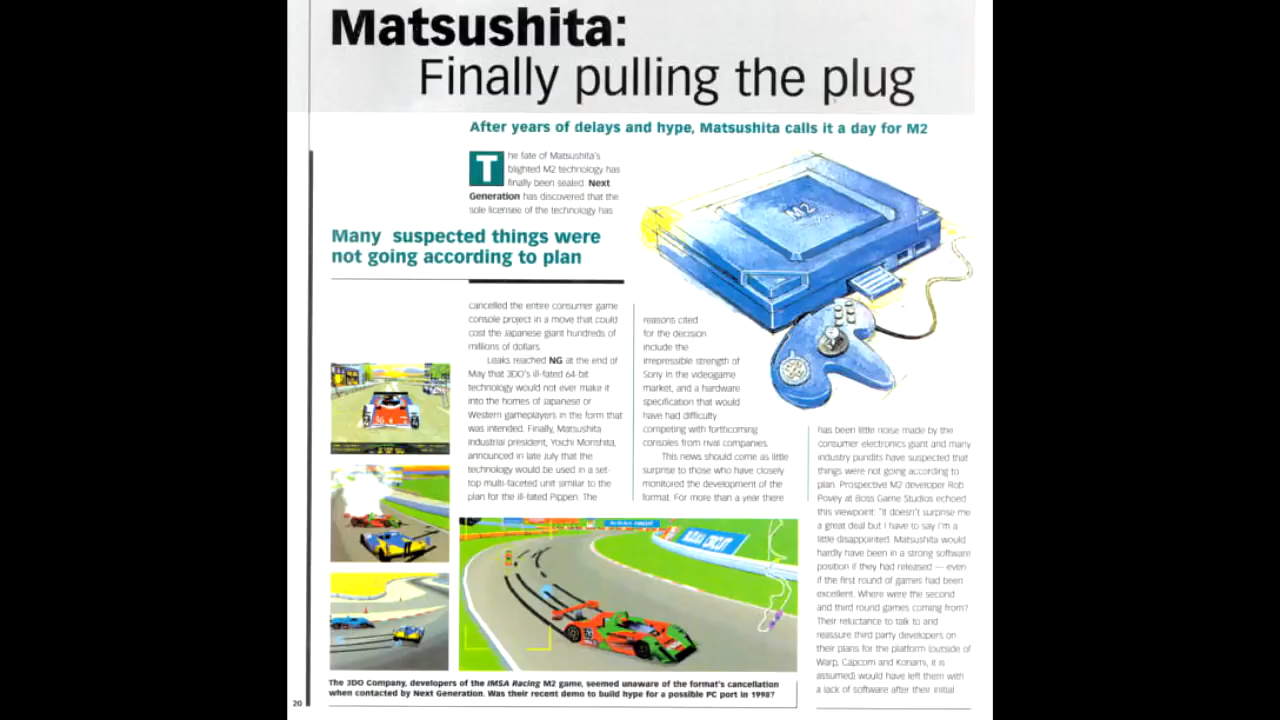 Matsushita:
Finally pulling the plug
After years of delays and hype, Matsushita calls it a day for M2
The fate of Matsushita's
blighted M2 technology has
finally been sealed. Next
Generation has discovered that the
sole licensee of the technology has
Many suspected things were
not going according to plan
cancelled the entire consumer game
console project in a move that could
cost the Japanese giant hundreds of
millions of dollars.
Leaks reached NG at the end of
May that 3DO's ill-fated 64-bit
technology would not ever make it
into the homes of Japanese or
Western gameplayers in the form that
was intended. Finally, Matsushita
Industrial president, Yoichi Morishita,
announced in late July that the
technology would be used in a set-
top multi-faceted unit similar to the
plan for the ill-fated Pippen. The
reasons cited
for the decision
include the
irrepressible strength of
Sony in the videogame
market, and a hardware
specification that would
have had difficulty
competing with forthcoming
consoles from rival companies.
This news should come as little
surprise to those who have closely
monitored the development of the
format. For more than a year there
has been little noise made by the
consumer electronics giant and many
industry pundits have suspected that
things were not going according to
plan. Prospective M2 developer Rob
Povey at Boss Game Studios echoed
this viewpoint: "It doesn't surprise me
a great deal but I have to say I'm a
little disappointed. Matsushita would
hardly have been in a strong software
position if they had released — even
if the first round of games had been
excellent. Where were the second
and third round games coming from?
Their reluctance to talk to and
reassure third party developers on
their plans for the platform (outside of
Warp, Capcom and Konami, it is
assumed) would have left them with
a lack of software after their initial
M2
The 3DO Company, developers of the IMSA Racing M2 game, seemed unaware of the format's cancellation
when contacted by Next Generation. Was their recent demo to build hype for a possible PC port in 1998?
20